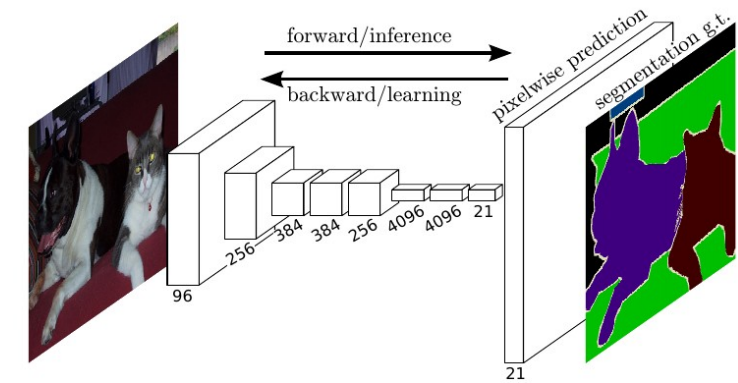 forward/inference
backward/learning
pixelwise prediction
segmentation g.t.
96
256
384
384
256
4096
4096
21
21